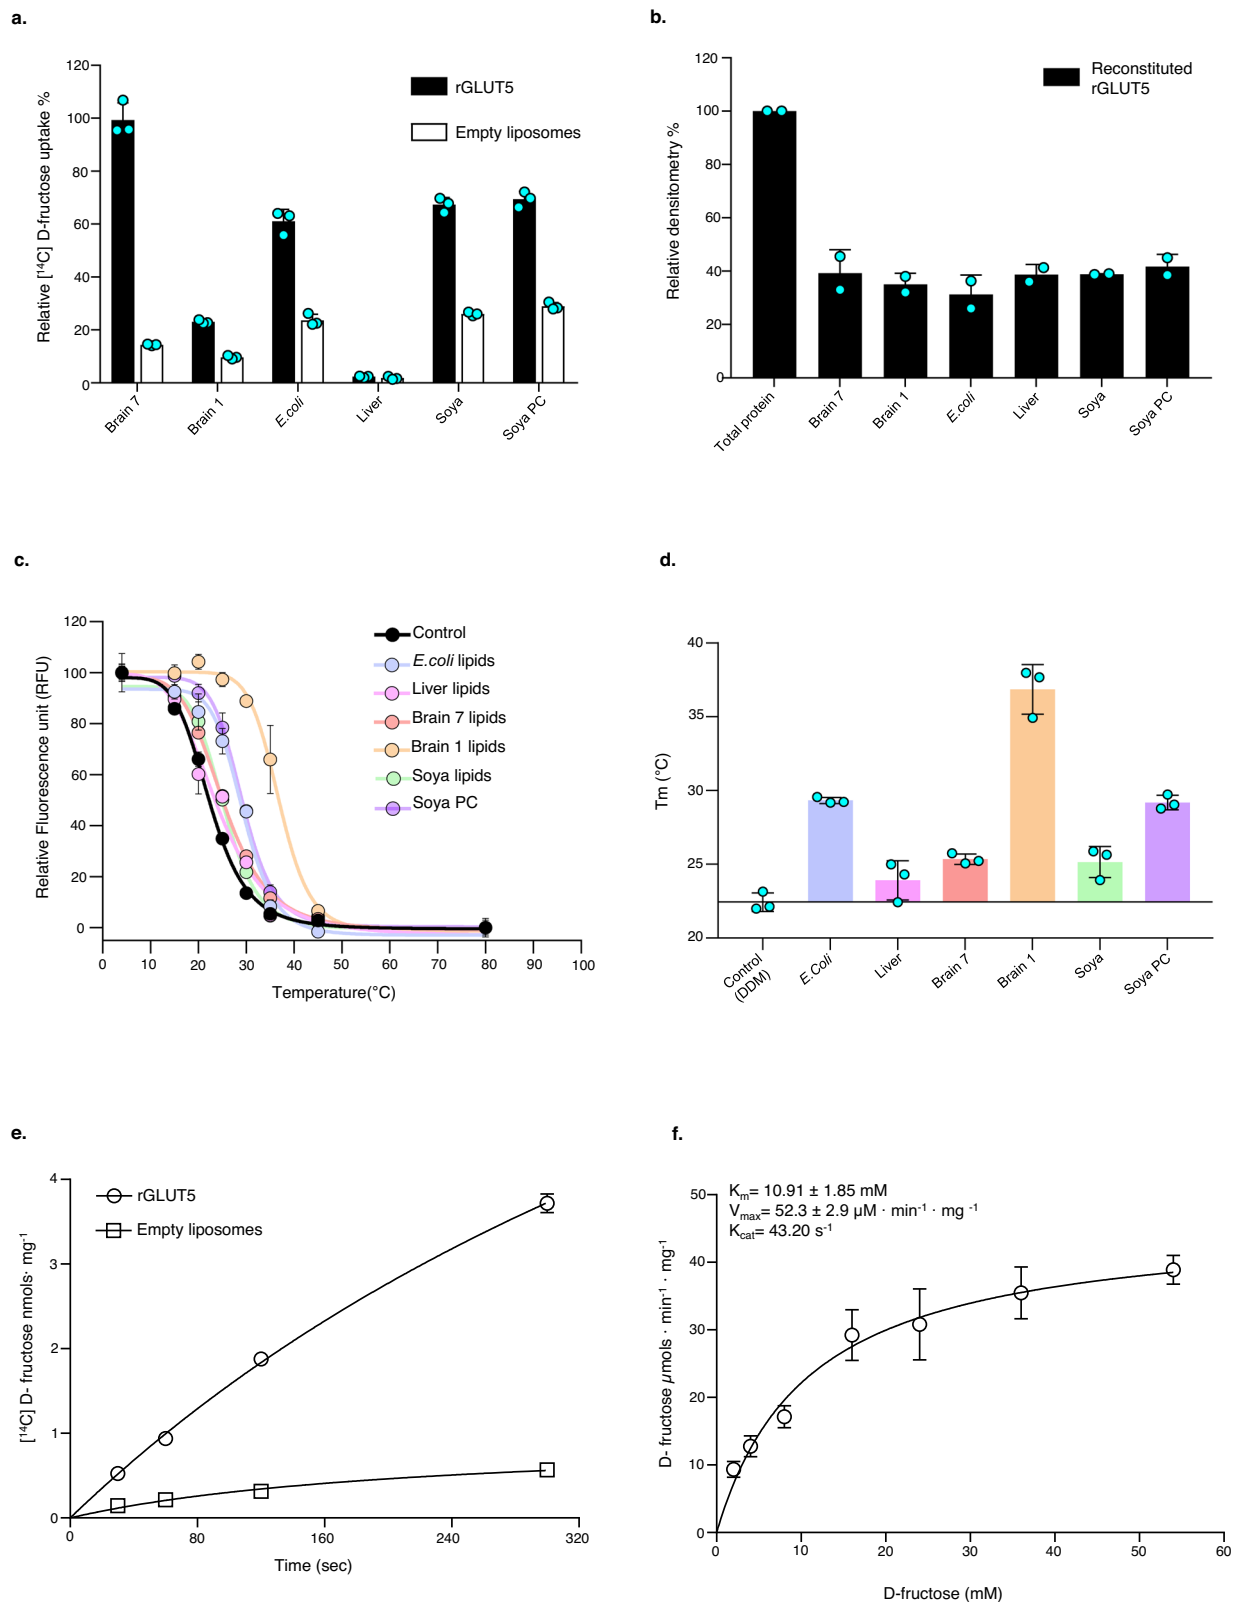 a.
120
100
80
60
40
20
0
Relative [¹⁴C] D-fructose uptake %
rGLUT5
Empty liposomes
Brain 7
Brain 1
E.coli
Liver
Soya
Soya PC
b.
120
100
80
60
40
20
0
Relative densitometry %
Reconstituted
rGLUT5
Total protein
Brain 7
Brain 1
E.coli
Liver
Soya
Soya PC
c.
120
100
80
60
40
20
0
Relative Fluorescence unit (RFU)
Control
E.coli lipids
Liver lipids
Brain 7 lipids
Brain 1 lipids
Soya lipids
Soya PC
0 10 20 30 40 50 60 70 80 90 100
Temperature(°C)
d.
40
35
30
25
20
Tm (°C)
Control
(DDM)
E.Coli
Liver
Brain 7
Brain 1
Soya
Soya PC
e.
4
3
2
1
0
[¹⁴C] D- fructose nmols· mg⁻¹
rGLUT5
Empty liposomes
0 80 160 240 320
Time (sec)
f.
50
40
30
20
10
0
D- fructose µmols · min⁻¹ · mg⁻¹
Kₘ= 10.91 ± 1.85 mM
Vₘₐₓ= 52.3 ± 2.9 µM · min⁻¹ · mg ⁻¹
K_cat= 43.20 s⁻¹
0 10 20 30 40 50 60
D-fructose (mM)